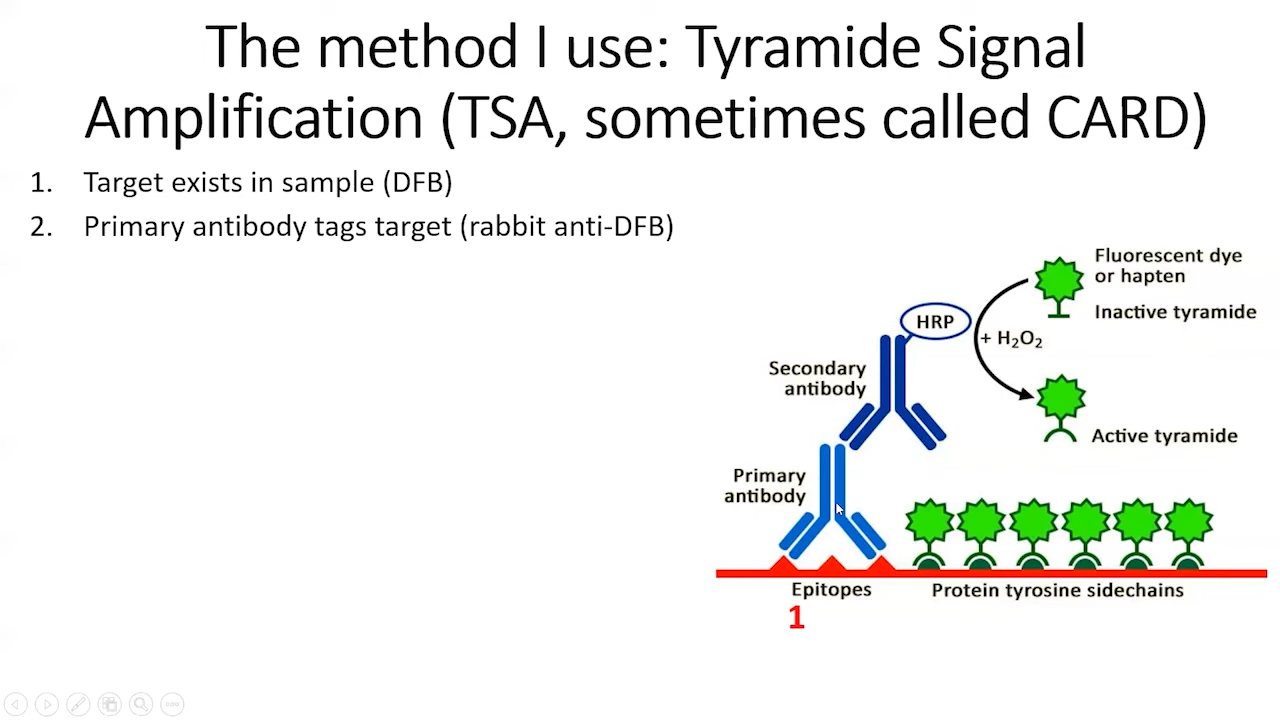 The method I use: Tyramide Signal
Amplification (TSA, sometimes called CARD)
1. Target exists in sample (DFB)
2. Primary antibody tags target (rabbit anti-DFB)
Fluorescent dye
or hapten
Inactive tyramide
HRP
+ H₂O₂
Secondary
antibody
Active tyramide
Primary
antibody
Epitopes
Protein tyrosine sidechains
1